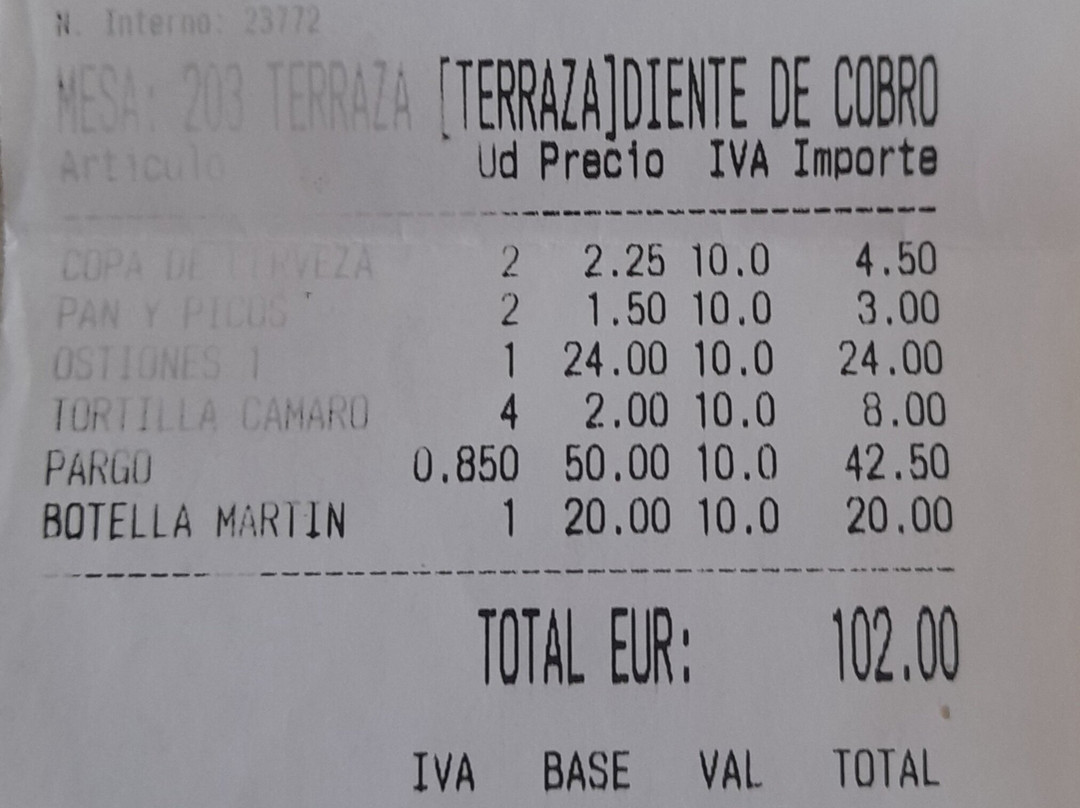 N. Interno: 23772
MESA: 203 TERRAZA [TERRAZA]DIENTE DE COBRO
Articulo Ud Precio IVA Importe
COPA DE CERVEZA 2 2.25 10.0 4.50
PAN Y PICOS 2 1.50 10.0 3.00
OSTIONES 1 1 24.00 10.0 24.00
TORTILLA CAMARO 4 2.00 10.0 8.00
PARGO 0.850 50.00 10.0 42.50
BOTELLA MARTIN 1 20.00 10.0 20.00
TOTAL EUR: 102.00
IVA BASE VAL TOTAL